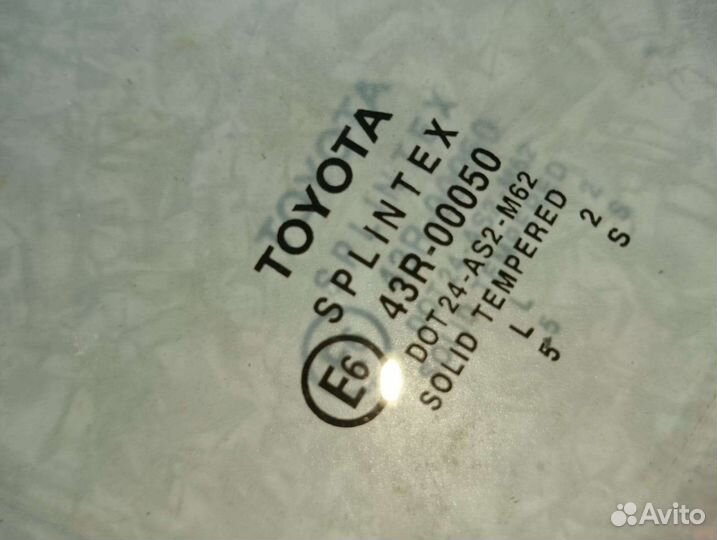 TOYOTA
SPLINTEX
E6 43R-00050
DOT24-AS2-M62
SOLID TEMPERED
L 2
5 S
Avito